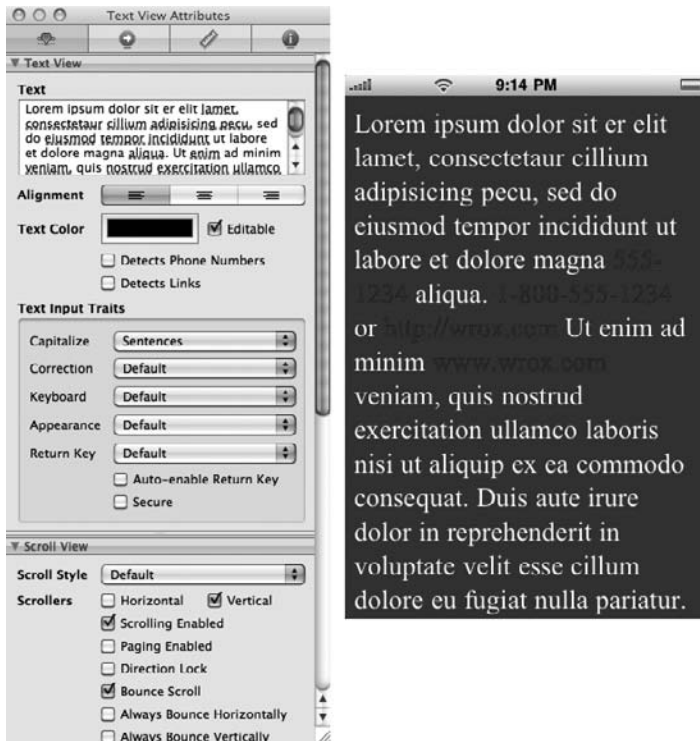 Text View Attributes
Text View
Text
Lorem ipsum dolor sit er elit lamet,
consectetaur cillium adipisicing pecu, sed
do eiusmod tempor incididunt ut labore
et dolore magna aliqua. Ut enim ad minim
veniam, quis nostrud exercitation ullamco
Alignment
Text Color
Editable
Detects Phone Numbers
Detects Links
Text Input Traits
Capitalize Sentences
Correction Default
Keyboard Default
Appearance Default
Return Key Default
Auto-enable Return Key
Secure
Scroll View
Scroll Style Default
Scrollers Horizontal Vertical
Scrolling Enabled
Paging Enabled
Direction Lock
Bounce Scroll
Always Bounce Horizontally
Always Bounce Vertically
9:14 PM
Lorem ipsum dolor sit er elit
lamet, consectetaur cillium
adipisicing pecu, sed do
eiusmod tempor incididunt ut
labore et dolore magna 555-
1234 aliqua. 1-800-555-1234
or http://wrox.com Ut enim ad
minim www.wrox.com
veniam, quis nostrud
exercitation ullamco laboris
nisi ut aliquip ex ea commodo
consequat. Duis aute irure
dolor in reprehenderit in
voluptate velit esse cillum
dolore eu fugiat nulla pariatur.